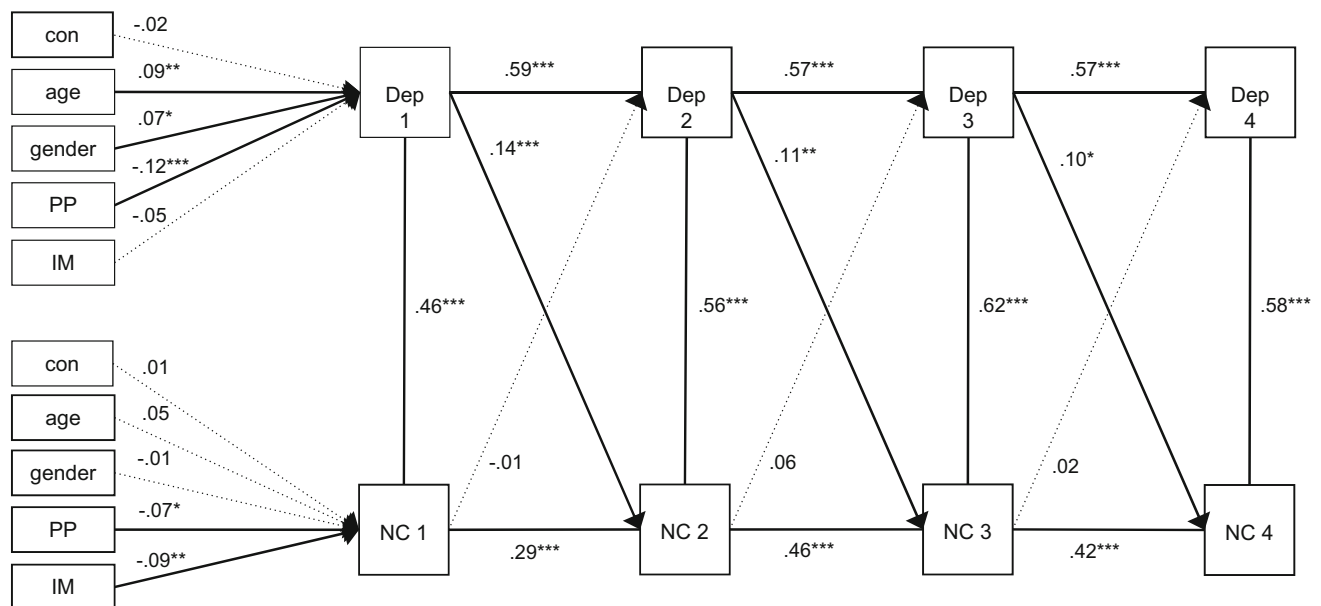 con
-.02
age
.09**
gender
.07*
PP
-.12***
IM
-.05
Dep
1
.59***
Dep
2
.57***
Dep
3
.57***
Dep
4
.14***
.11**
.10*
.46***
.56***
.62***
.58***
con
.01
age
.05
gender
-.01
PP
-.07*
IM
-.09**
-.01
.06
.02
NC 1
.29***
NC 2
.46***
NC 3
.42***
NC 4